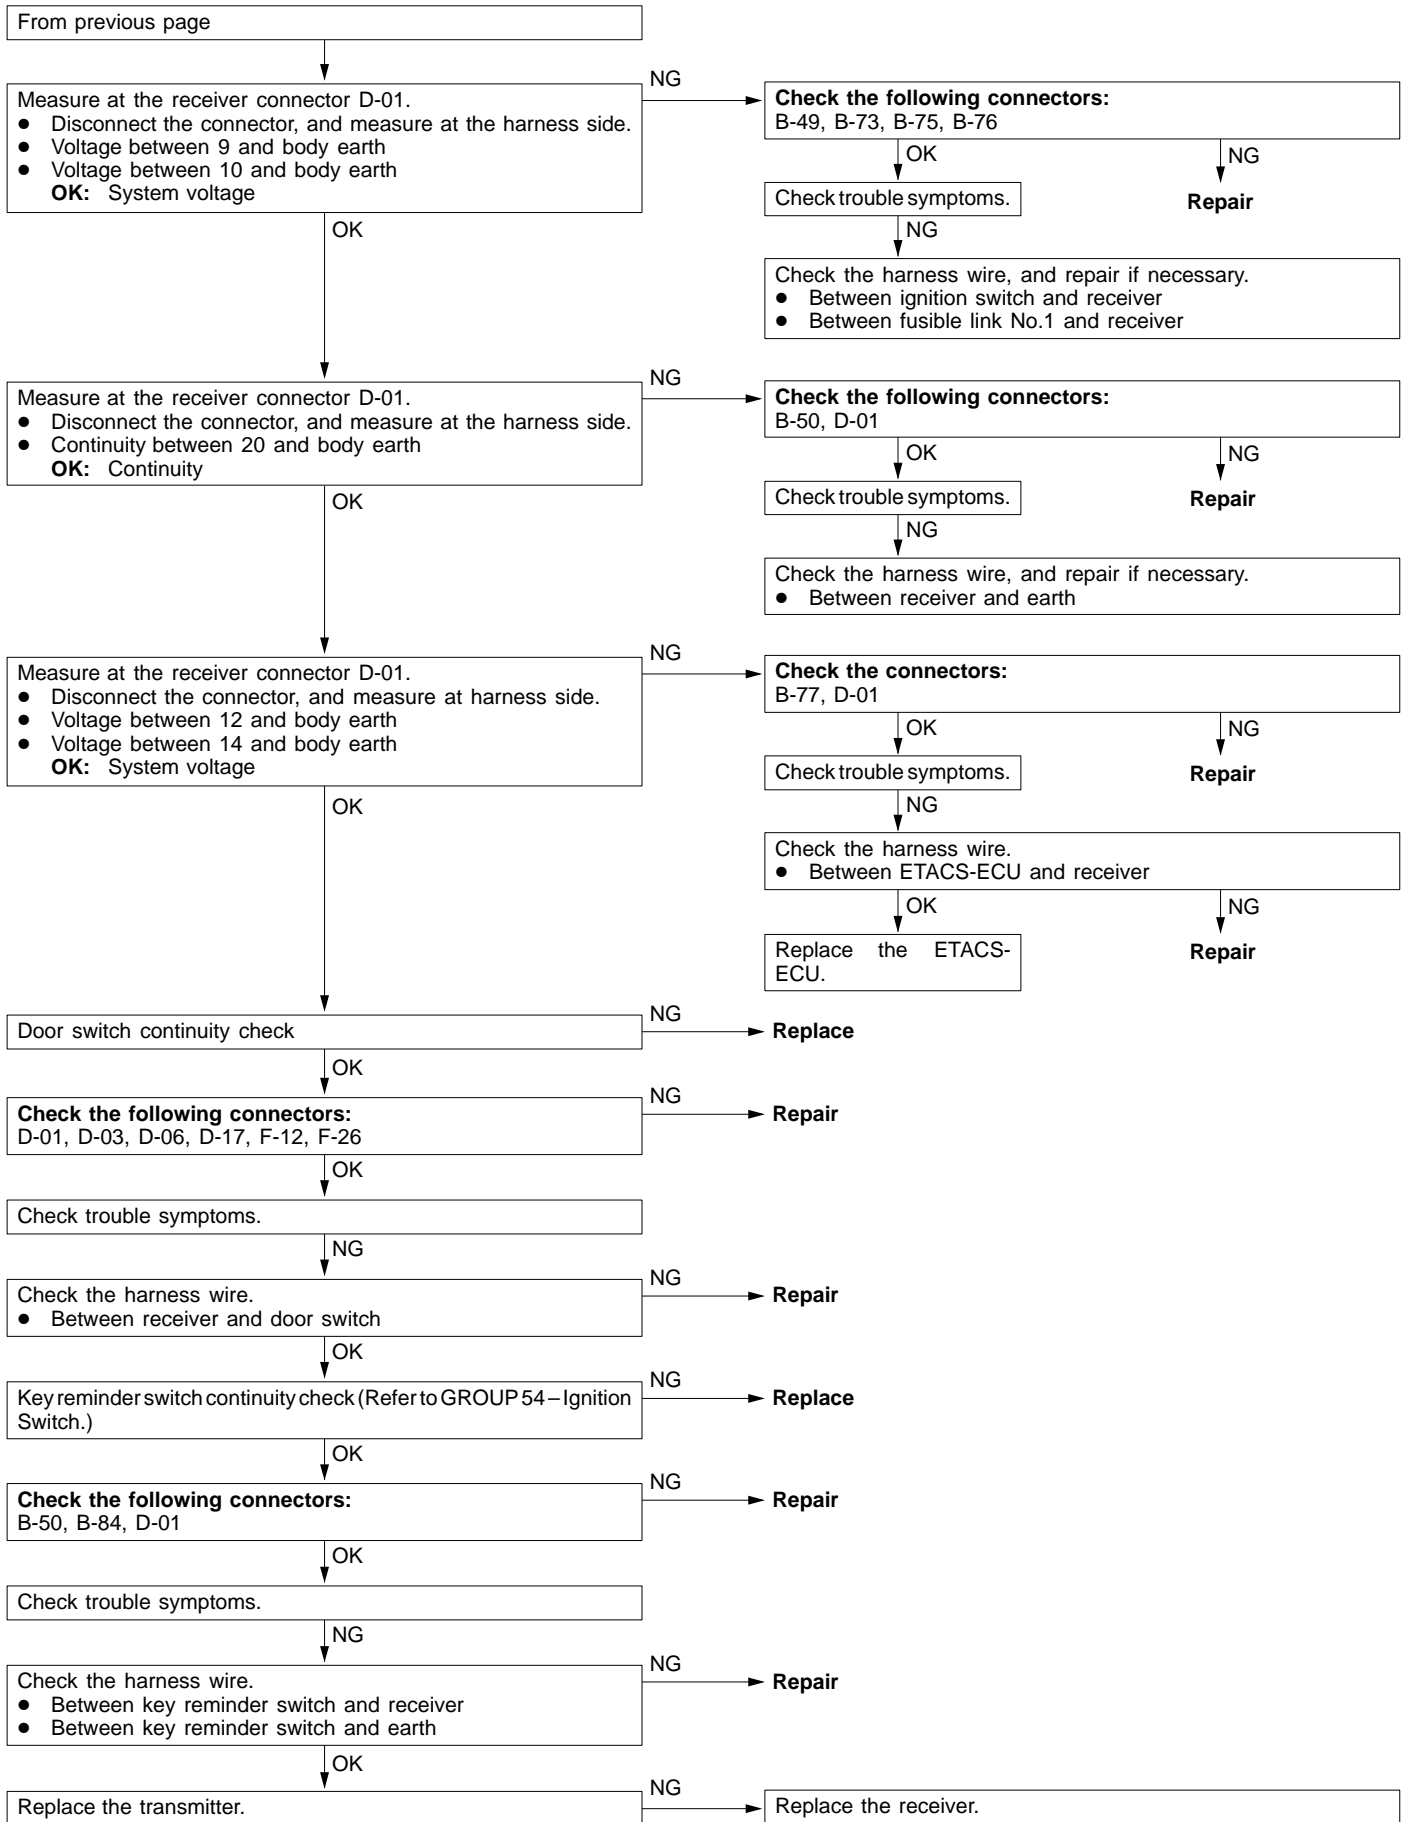 From previous page
NG
Measure at the receiver connector D-01.
● Disconnect the connector, and measure at the harness side.
● Voltage between 9 and body earth
● Voltage between 10 and body earth
OK: System voltage
Check the following connectors:
B-49, B-73, B-75, B-76
OK
NG
Check trouble symptoms.
Repair
OK
NG
Check the harness wire, and repair if necessary.
● Between ignition switch and receiver
● Between fusible link No.1 and receiver
NG
Measure at the receiver connector D-01.
● Disconnect the connector, and measure at the harness side.
● Continuity between 20 and body earth
OK: Continuity
Check the following connectors:
B-50, D-01
OK
NG
Check trouble symptoms.
Repair
OK
NG
Check the harness wire, and repair if necessary.
● Between receiver and earth
NG
Measure at the receiver connector D-01.
● Disconnect the connector, and measure at harness side.
● Voltage between 12 and body earth
● Voltage between 14 and body earth
OK: System voltage
Check the connectors:
B-77, D-01
OK
NG
Check trouble symptoms.
Repair
OK
NG
Check the harness wire.
● Between ETACS-ECU and receiver
OK
NG
Replace the ETACS-
ECU.
Repair
NG
Door switch continuity check
Replace
OK
NG
Check the following connectors:
D-01, D-03, D-06, D-17, F-12, F-26
Repair
OK
Check trouble symptoms.
NG
NG
Check the harness wire.
● Between receiver and door switch
Repair
OK
NG
Key reminder switch continuity check (Refer to GROUP 54 – Ignition
Switch.)
Replace
OK
NG
Check the following connectors:
B-50, B-84, D-01
Repair
OK
Check trouble symptoms.
NG
NG
Check the harness wire.
● Between key reminder switch and receiver
● Between key reminder switch and earth
Repair
OK
NG
Replace the transmitter.
Replace the receiver.